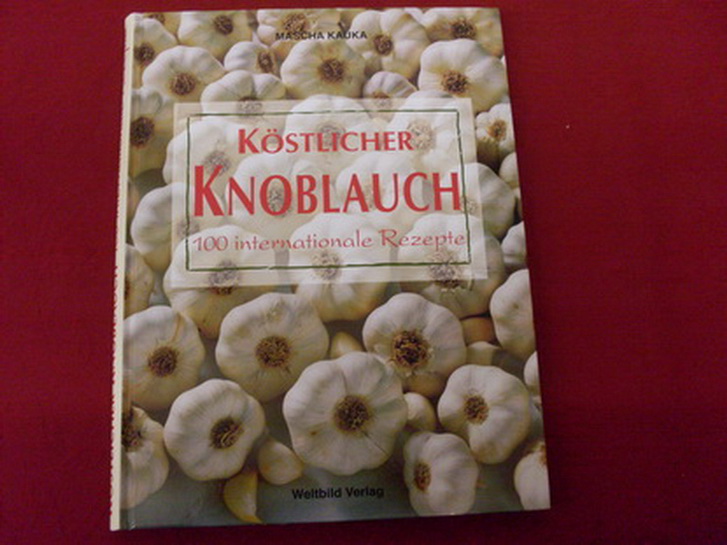 MASCHA KAUKA
KÖSTLICHER
KNOBLAUCH
100 internationale Rezepte
Weltbild Verlag